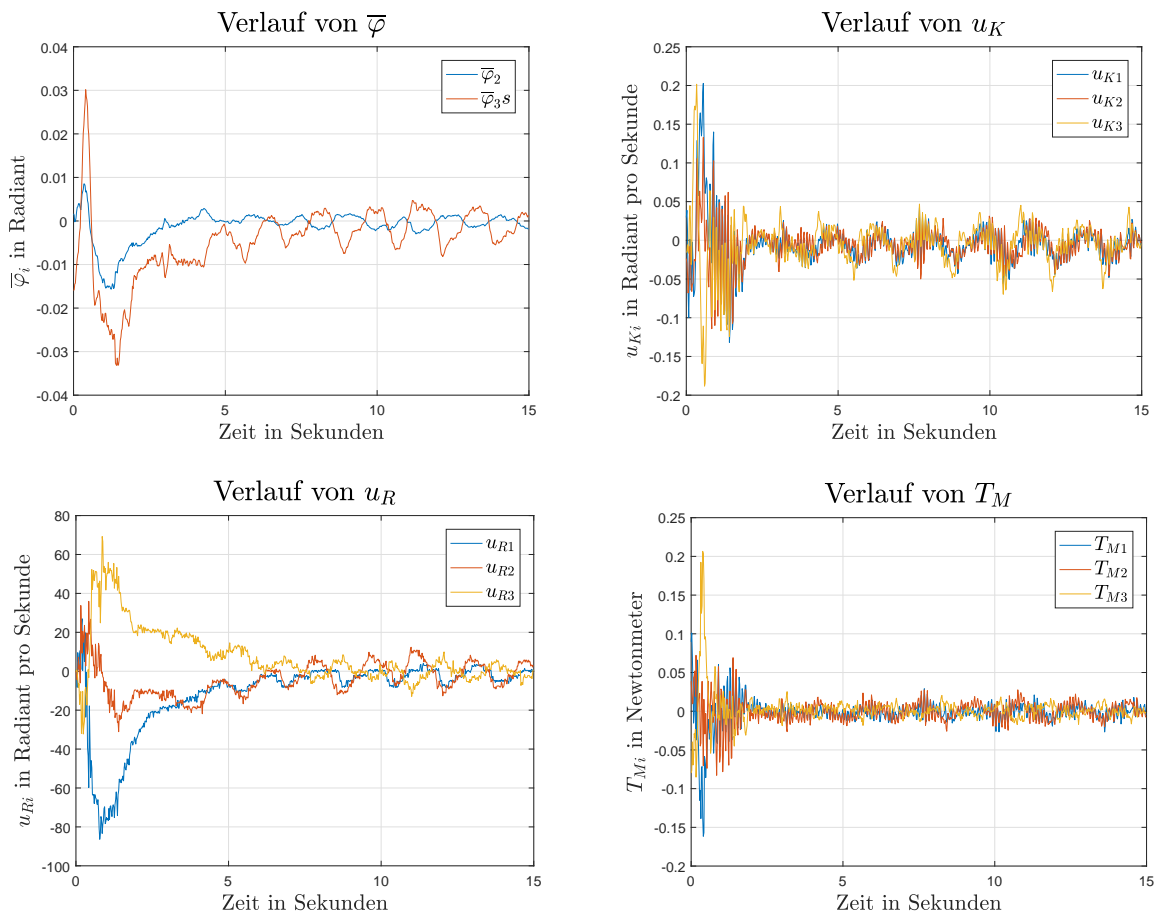 Verlauf von φ̅
0.04
0.03
0.02
0.01
0
-0.01
-0.02
-0.03
-0.04
0
5
10
15
φ̅_i in Radiant
Zeit in Sekunden
φ̅_2
φ̅_3 s
Verlauf von u_K
0.25
0.2
0.15
0.1
0.05
0
-0.05
-0.1
-0.15
-0.2
0
5
10
15
u_Ki in Radiant pro Sekunde
Zeit in Sekunden
u_K1
u_K2
u_K3
Verlauf von u_R
80
60
40
20
0
-20
-40
-60
-80
-100
0
5
10
15
u_Ri in Radiant pro Sekunde
Zeit in Sekunden
u_R1
u_R2
u_R3
Verlauf von T_M
0.25
0.2
0.15
0.1
0.05
0
-0.05
-0.1
-0.15
-0.2
0
5
10
15
T_Mi in Newtonmeter
Zeit in Sekunden
T_M1
T_M2
T_M3